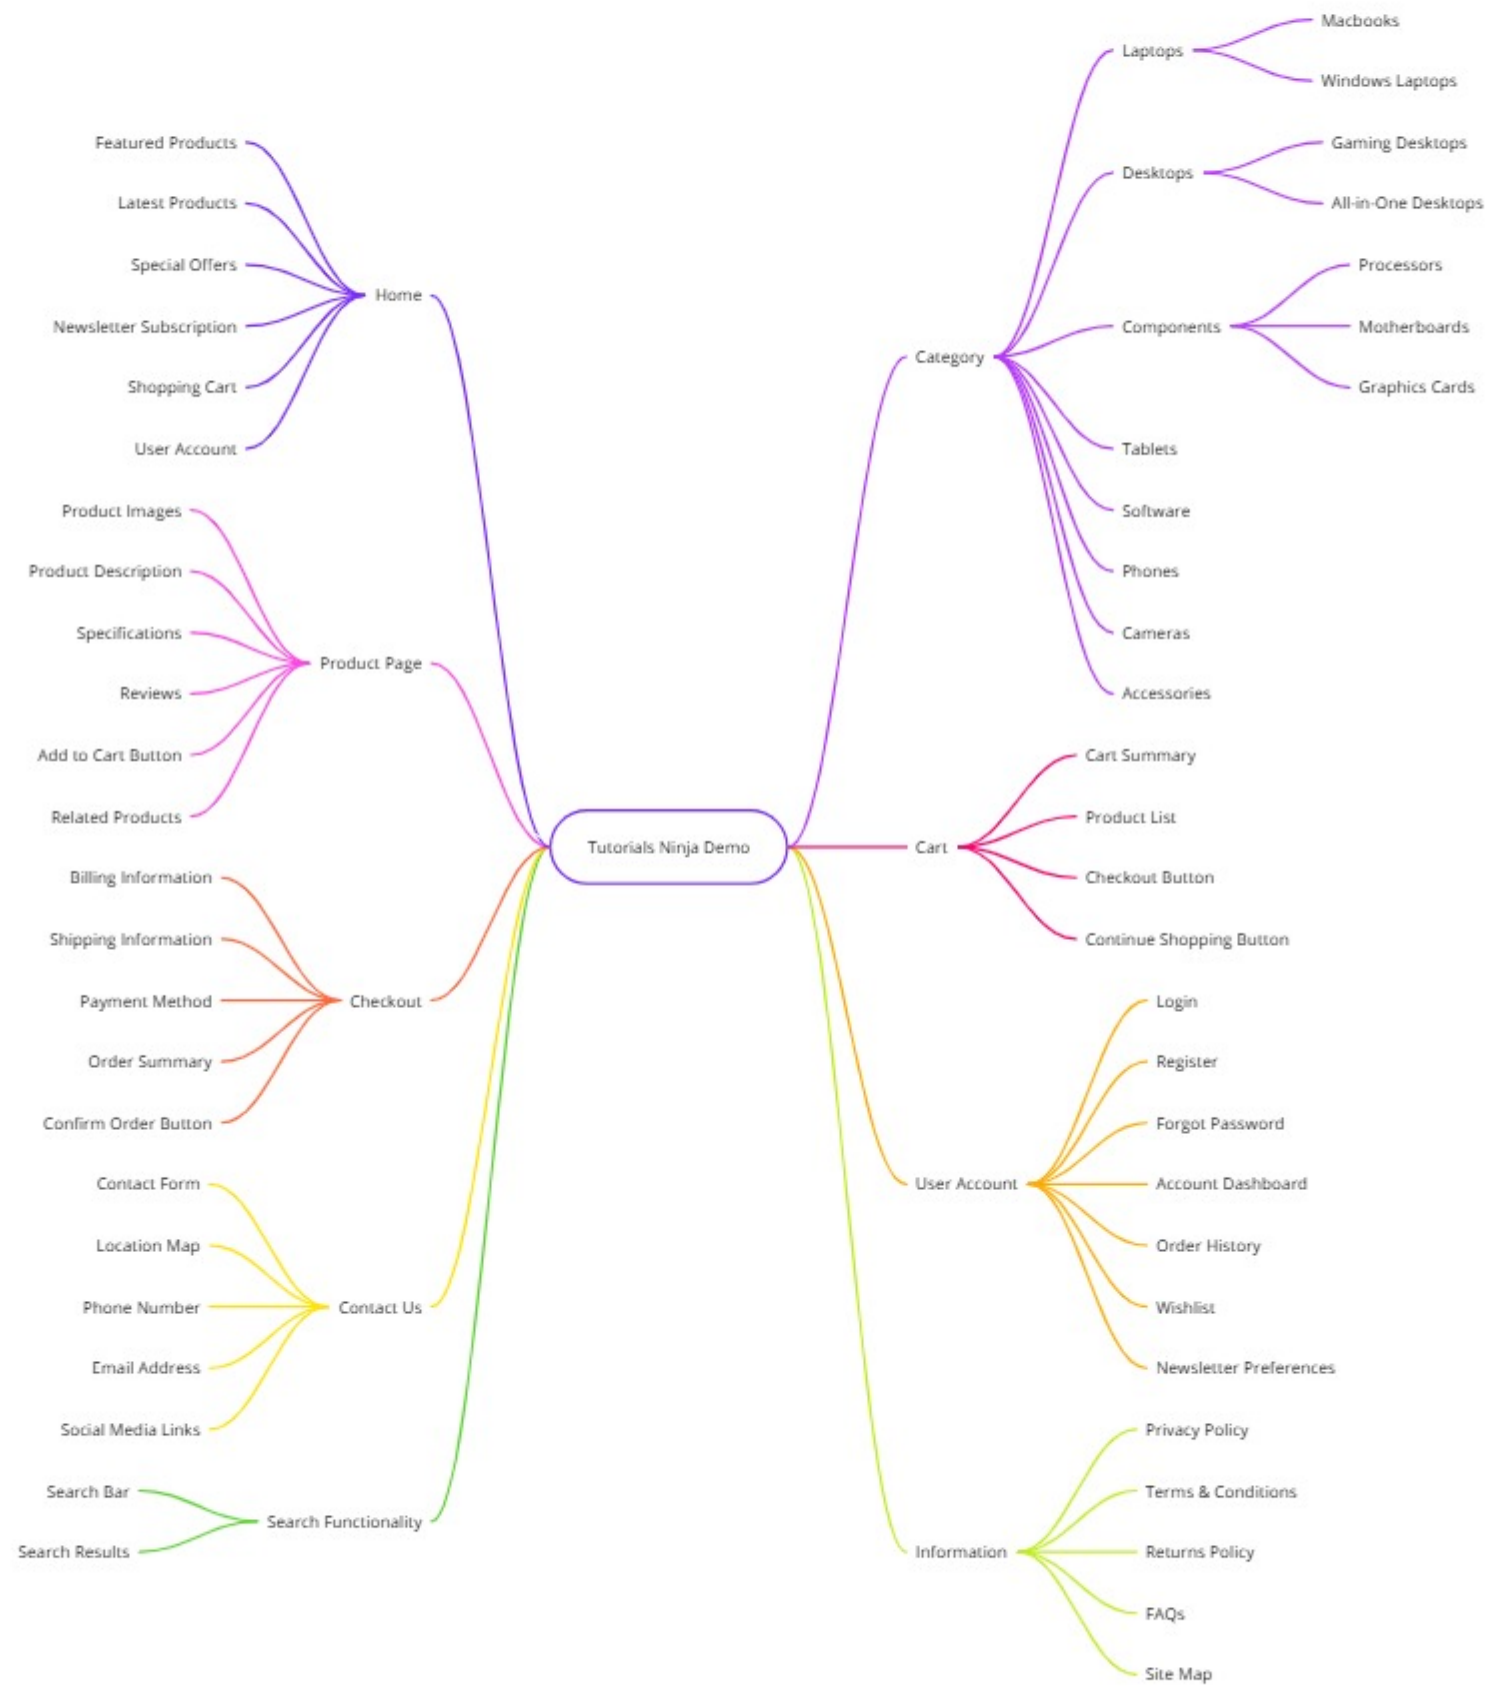 Tutorials Ninja Demo
Home
Featured Products
Latest Products
Special Offers
Newsletter Subscription
Shopping Cart
User Account
Product Page
Product Images
Product Description
Specifications
Reviews
Add to Cart Button
Related Products
Checkout
Billing Information
Shipping Information
Payment Method
Order Summary
Confirm Order Button
Contact Us
Contact Form
Location Map
Phone Number
Email Address
Social Media Links
Search Functionality
Search Bar
Search Results
Category
Laptops
Macbooks
Windows Laptops
Desktops
Gaming Desktops
All-in-One Desktops
Components
Processors
Motherboards
Graphics Cards
Tablets
Software
Phones
Cameras
Accessories
Cart
Cart Summary
Product List
Checkout Button
Continue Shopping Button
User Account
Login
Register
Forgot Password
Account Dashboard
Order History
Wishlist
Newsletter Preferences
Information
Privacy Policy
Terms & Conditions
Returns Policy
FAQs
Site Map